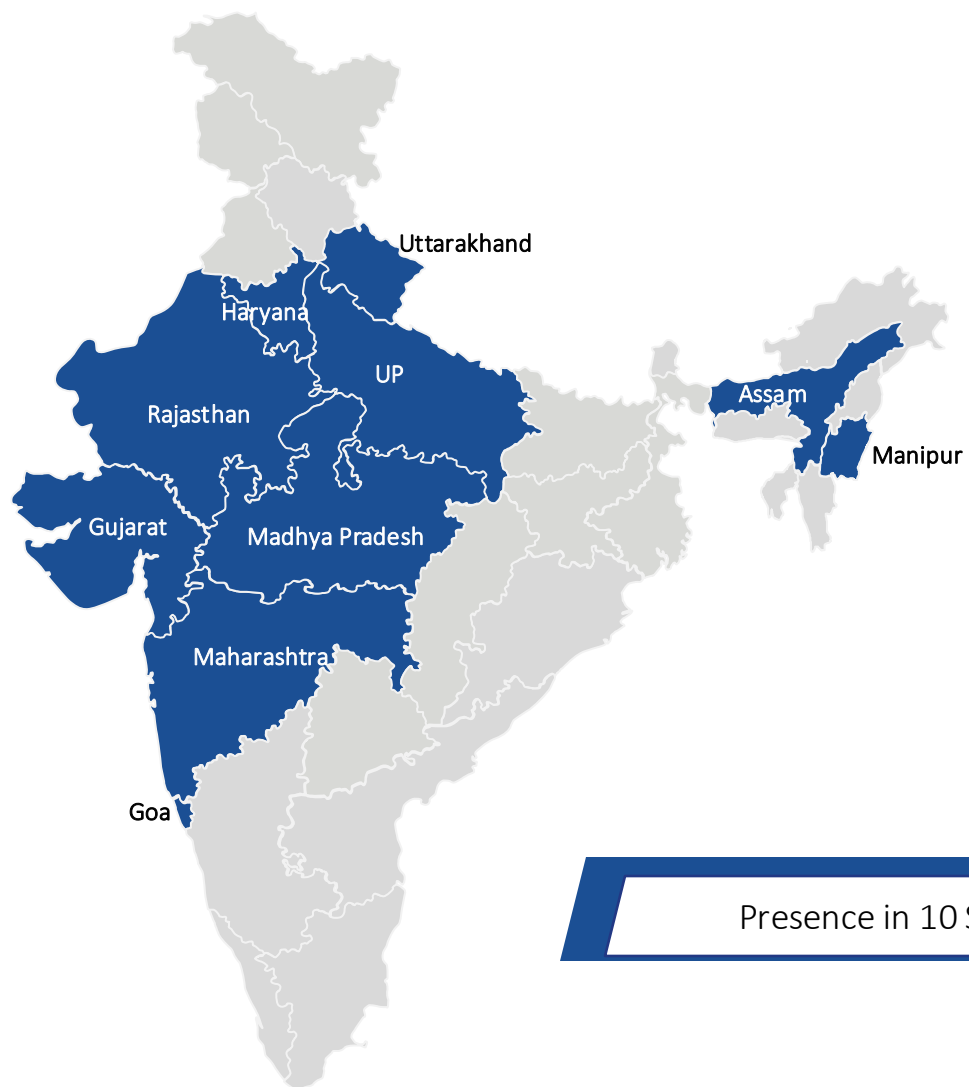 Uttarakhand
Haryana
UP
Assam
Rajasthan
Manipur
Gujarat
Madhya Pradesh
Maharashtra
Goa
Presence in 10